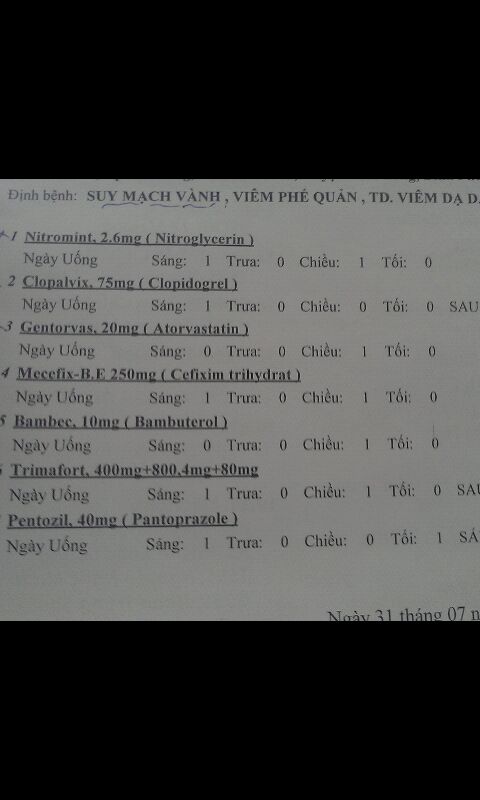 Định bệnh: SUY MẠCH VÀNH , VIÊM PHẾ QUẢN , TD. VIÊM DẠ D
1 Nitromint, 2.6mg ( Nitroglycerin )
Ngày Uống Sáng: 1 Trưa: 0 Chiều: 1 Tối: 0
2 Clopalvix, 75mg ( Clopidogrel )
Ngày Uống Sáng: 1 Trưa: 0 Chiều: 0 Tối: 0 SAU
3 Gentorvas, 20mg ( Atorvastatin )
Ngày Uống Sáng: 0 Trưa: 0 Chiều: 1 Tối: 0
4 Mecefix-B.E 250mg ( Cefixim trihydrat )
Ngày Uống Sáng: 1 Trưa: 0 Chiều: 1 Tối: 0
5 Bambec, 10mg ( Bambuterol )
Ngày Uống Sáng: 0 Trưa: 0 Chiều: 1 Tối: 0
Trimafort, 400mg+800,4mg+80mg
Ngày Uống Sáng: 1 Trưa: 0 Chiều: 1 Tối: 0 SAU
Pentozil, 40mg ( Pantoprazole )
Ngày Uống Sáng: 1 Trưa: 0 Chiều: 0 Tối: 1 SÁ
Ngày 31 tháng 07 n